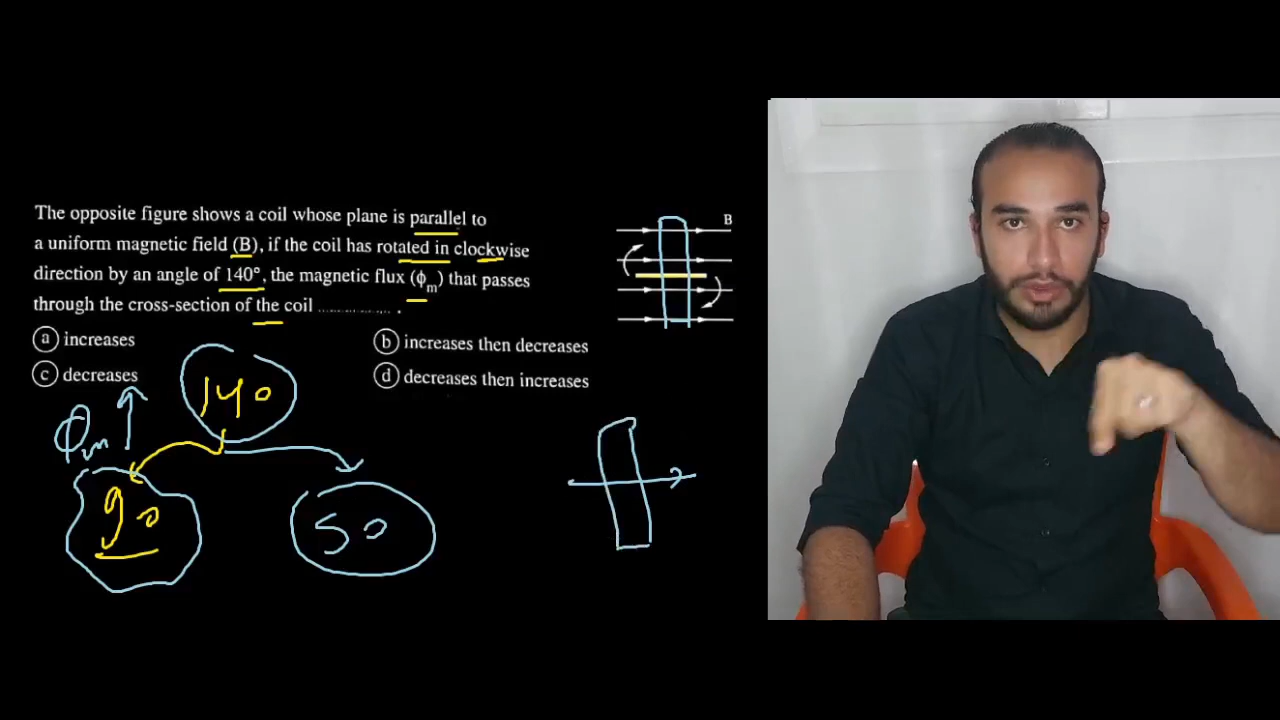 The opposite figure shows a coil whose plane is parallel to
a uniform magnetic field (B), if the coil has rotated in clockwise
direction by an angle of 140°, the magnetic flux (ϕm) that passes
through the cross-section of the coil ................. .
a increases
b increases then decreases
c decreases
d decreases then increases
B
140
ϕm
90
50